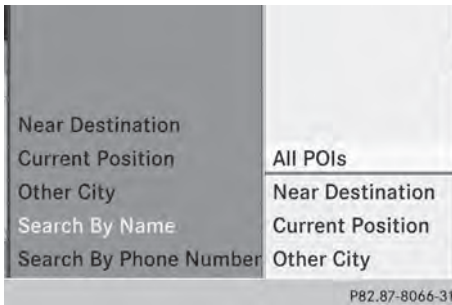 Near Destination
Current Position
Other City
Search By Name
Search By Phone Number
All POIs
Near Destination
Current Position
Other City
P82.87-8066-31